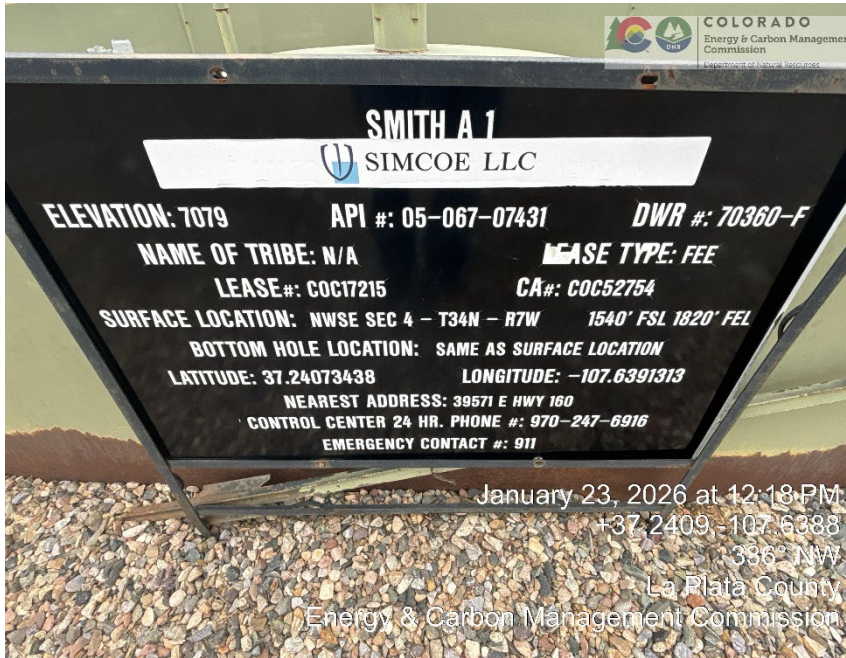 COLORADO
Energy & Carbon Management
Commission
Department of Natural Resources
DNR
SMITH A 1
SIMCOE LLC
ELEVATION: 7079 API #: 05-067-07431 DWR #: 70360-F
NAME OF TRIBE: N/A LEASE TYPE: FEE
LEASE#: COC17215 CA#: COC52754
SURFACE LOCATION: NWSE SEC 4 - T34N - R7W 1540' FSL 1820' FEL
BOTTOM HOLE LOCATION: SAME AS SURFACE LOCATION
LATITUDE: 37.24073438 LONGITUDE: -107.6391313
NEAREST ADDRESS: 39571 E HWY 160
CONTROL CENTER 24 HR. PHONE #: 970-247-6916
EMERGENCY CONTACT #: 911
January 23, 2026 at 12:18 PM
+37.2409,-107.6388
336° NW
La Plata County
Energy & Carbon Management Commission